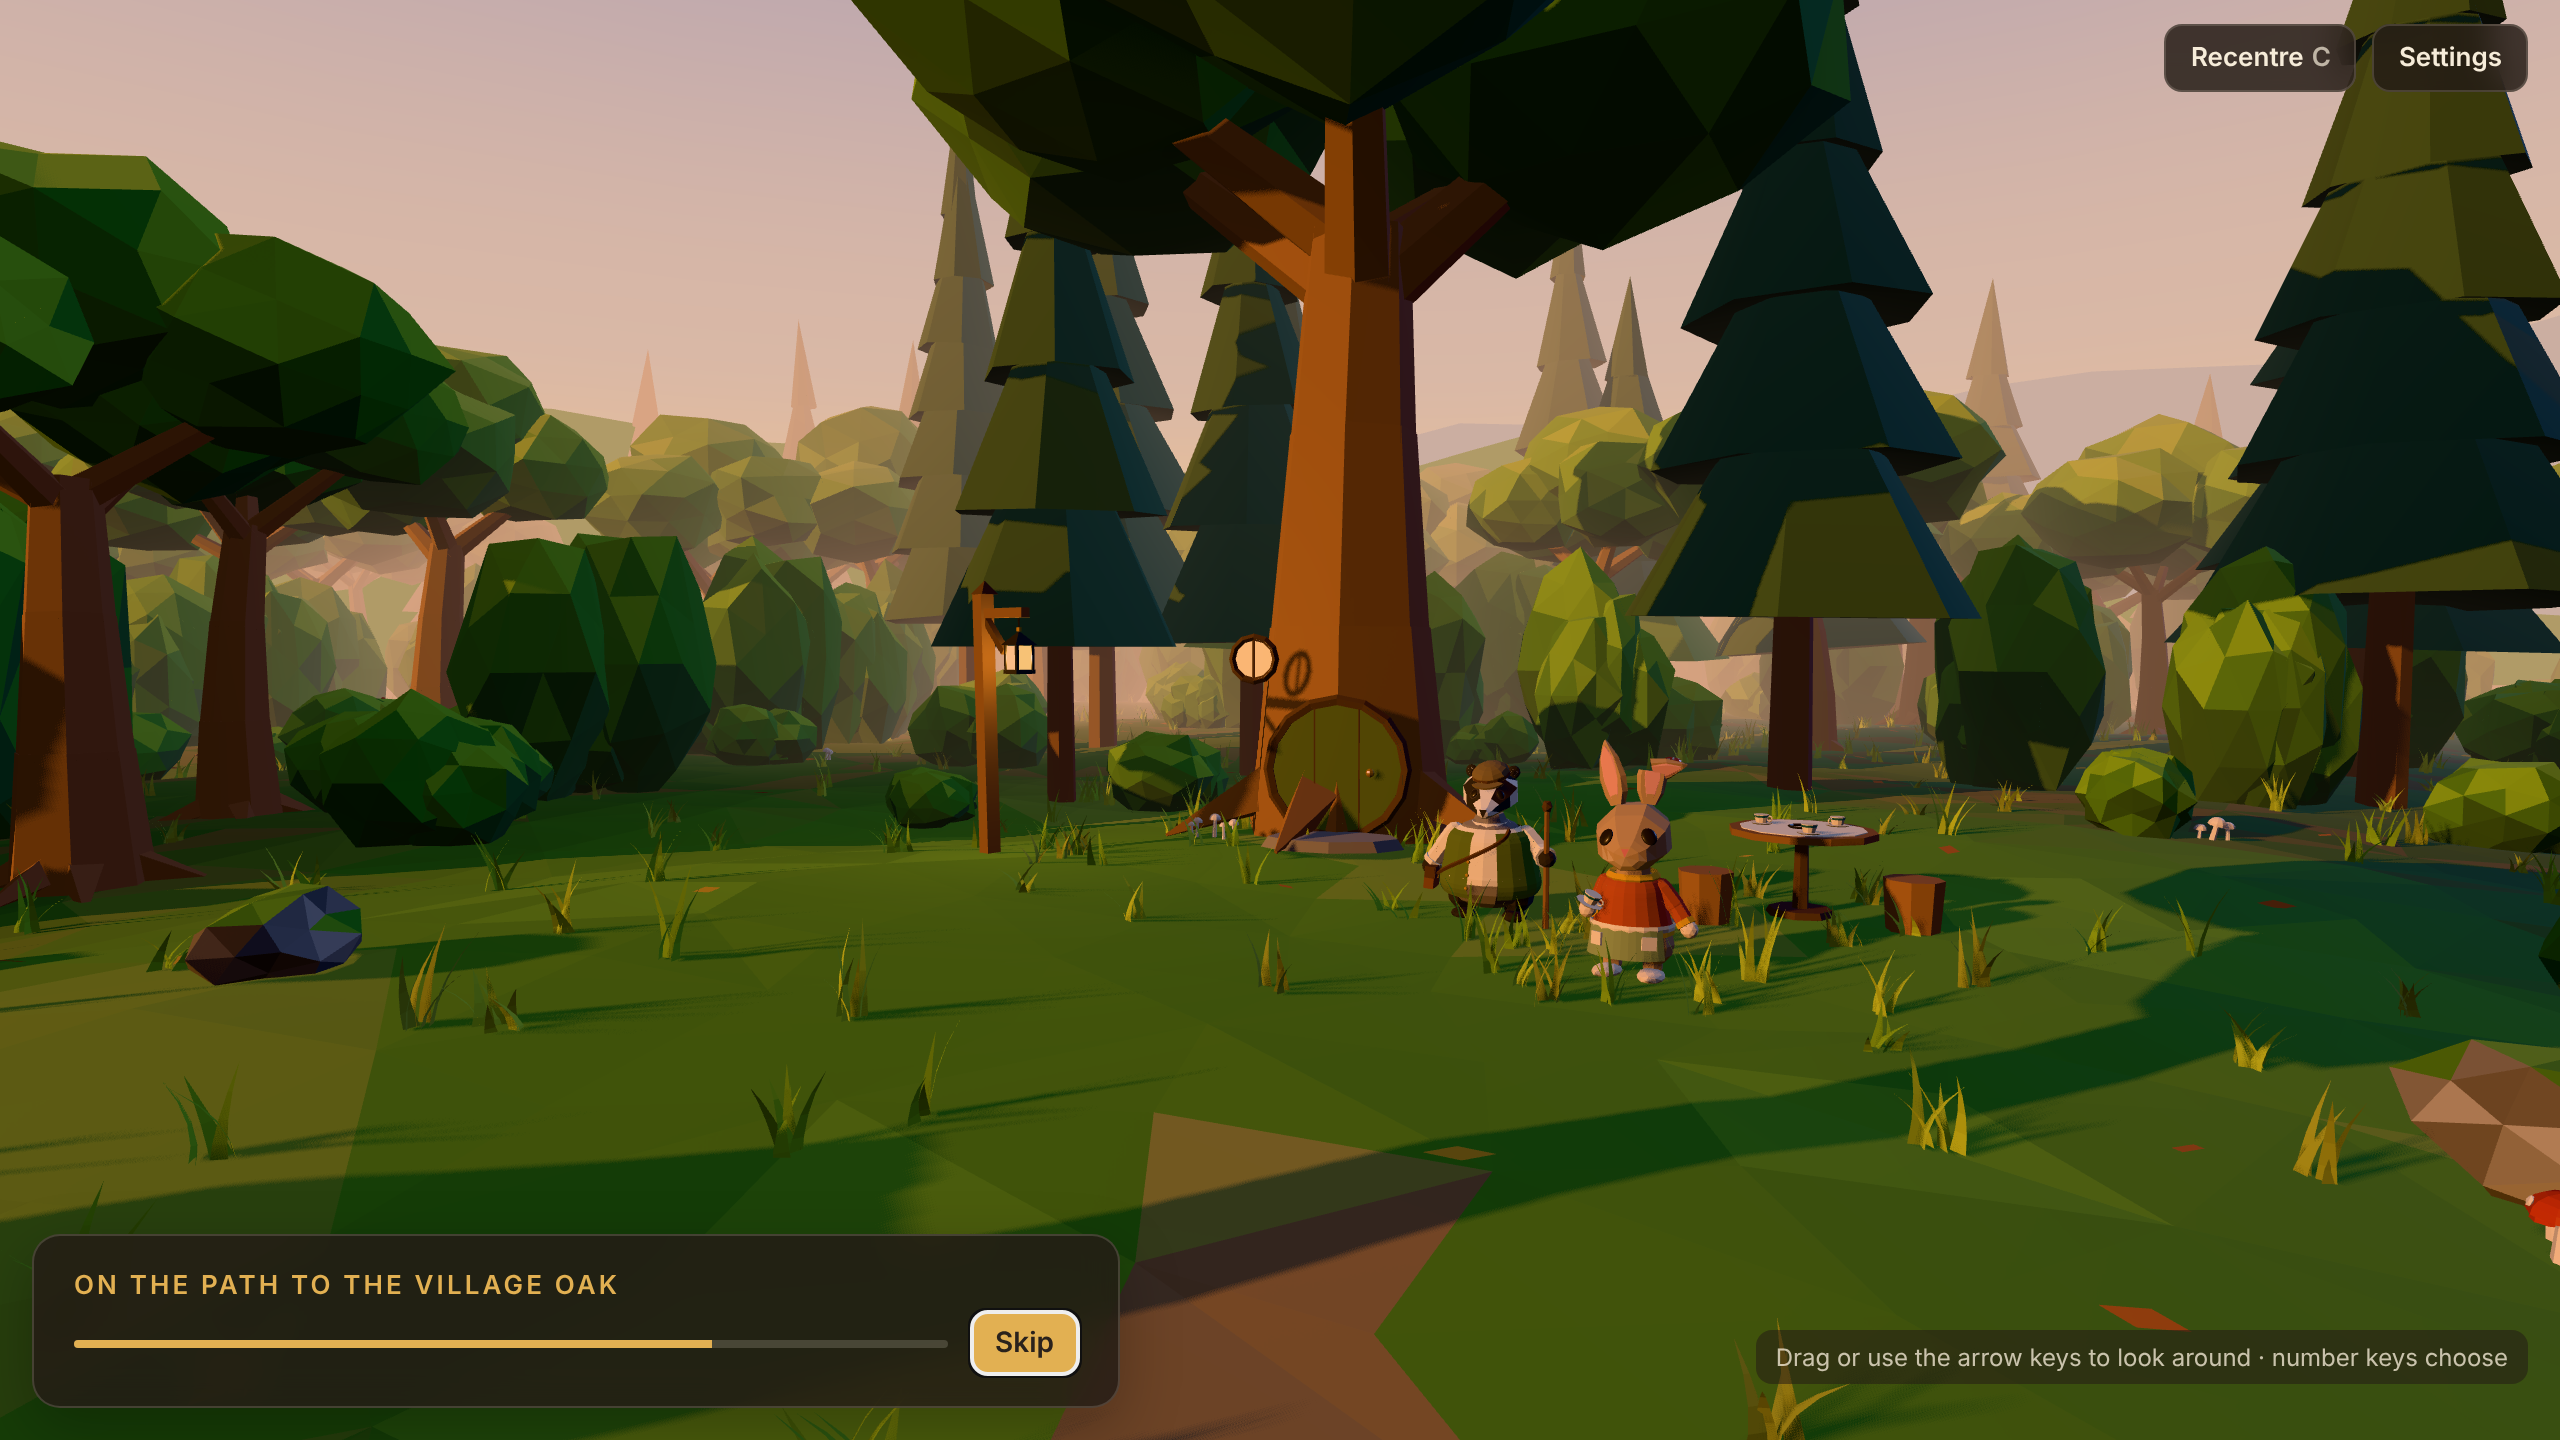 Recentre C
Settings
ON THE PATH TO THE VILLAGE OAK
Skip
Drag or use the arrow keys to look around · number keys choose